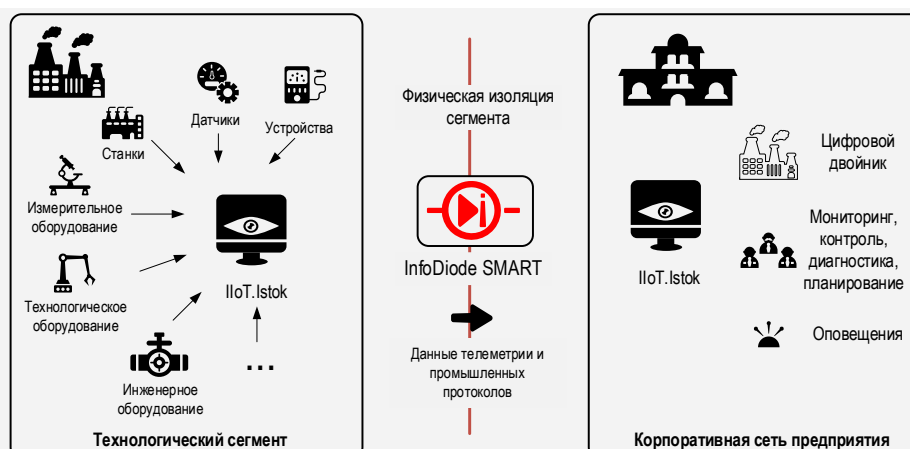 Датчики
Устройства
Станки
Измерительное
оборудование
Технологическое
оборудование
IIoT.Istok
Инженерное
оборудование
...
Технологический сегмент
Физическая изоляция
сегмента
InfoDiode SMART
Данные телеметрии и
промышленных
протоколов
IIoT.Istok
Цифровой
двойник
Мониторинг,
контроль,
диагностика,
планирование
Оповещения
Корпоративная сеть предприятия